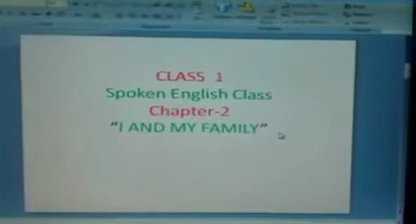 CLASS 1
Spoken English Class
Chapter-2
"I AND MY FAMILY"